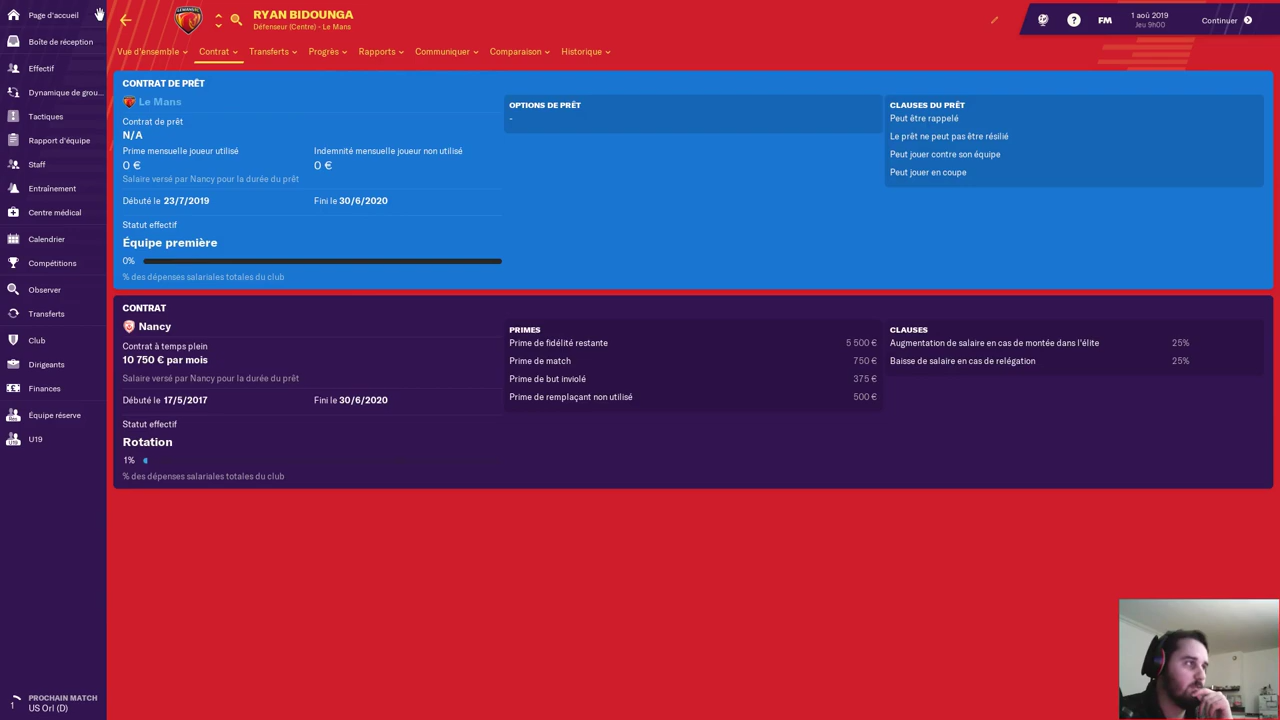 Page d'accueil
Boîte de réception
Effectif
Dynamique de grou...
Tactiques
Rapport d'équipe
Staff
Entraînement
Centre médical
Calendrier
Compétitions
Observer
Transferts
Club
Dirigeants
Finances
Équipe réserve
U19
PROCHAIN MATCH
1 US Orl (D)
RYAN BIDOUNGA
Défenseur (Centre) - Le Mans
1 aoû 2019
Jeu 9h00
FM
Continuer
Vue d'ensemble Contrat Transferts Progrès Rapports Communiquer Comparaison Historique
CONTRAT DE PRÊT
Le Mans
Contrat de prêt
N/A
Prime mensuelle joueur utilisé Indemnité mensuelle joueur non utilisé
0 € 0 €
Salaire versé par Nancy pour la durée du prêt
Débuté le 23/7/2019 Fini le 30/6/2020
Statut effectif
Équipe première
0%
% des dépenses salariales totales du club
OPTIONS DE PRÊT
-
CLAUSES DU PRÊT
Peut être rappelé
Le prêt ne peut pas être résilié
Peut jouer contre son équipe
Peut jouer en coupe
CONTRAT
Nancy
Contrat à temps plein
10 750 € par mois
Salaire versé par Nancy pour la durée du prêt
Débuté le 17/5/2017 Fini le 30/6/2020
Statut effectif
Rotation
1%
% des dépenses salariales totales du club
PRIMES
Prime de fidélité restante 5 500 €
Prime de match 750 €
Prime de but inviolé 375 €
Prime de remplaçant non utilisé 500 €
CLAUSES
Augmentation de salaire en cas de montée dans l'élite 25%
Baisse de salaire en cas de relégation 25%